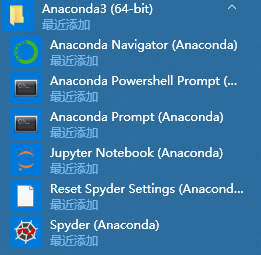 Anaconda3 (64-bit)
最近添加
Anaconda Navigator (Anaconda)
最近添加
Anaconda Powershell Prompt (...
最近添加
Anaconda Prompt (Anaconda)
最近添加
Jupyter Notebook (Anaconda)
最近添加
Reset Spyder Settings (Anacond...
最近添加
Spyder (Anaconda)
最近添加